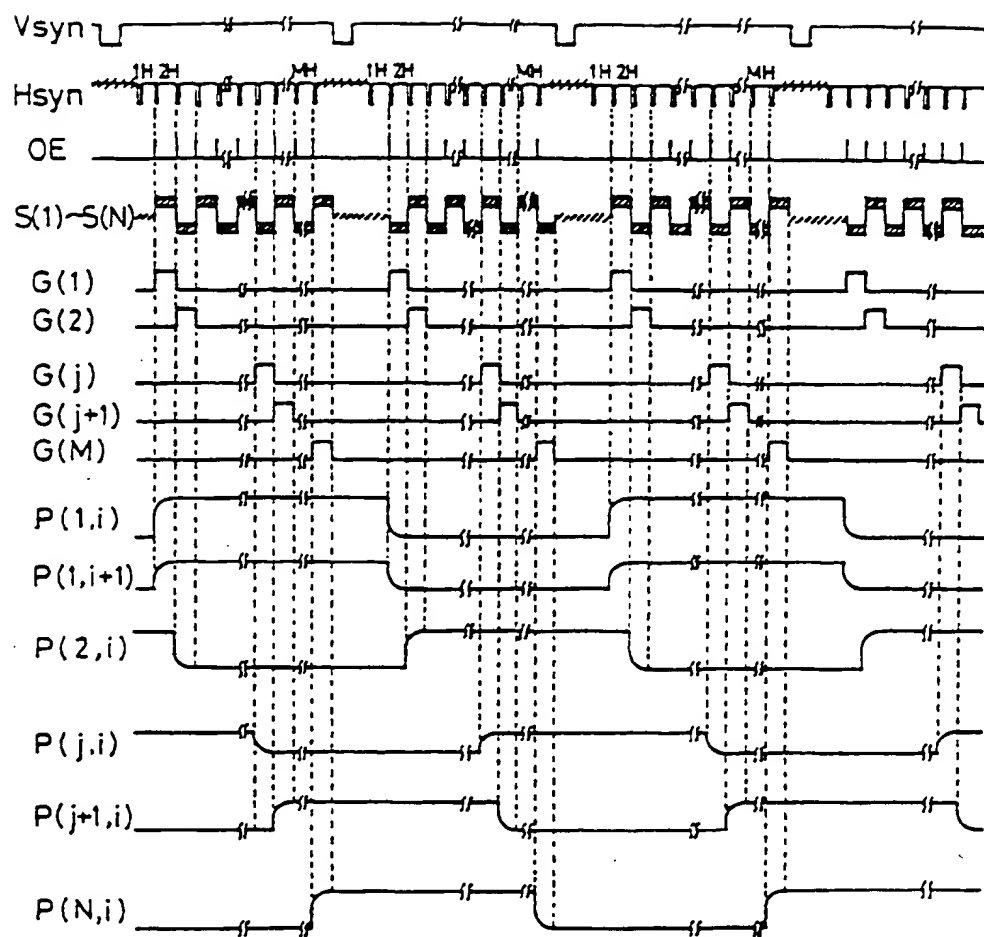 Vsyn
1H 2H MH 1H 2H MH 1H 2H MH
Hsyn
OE
S(1)~S(N)
G(1)
G(2)
G(j)
G(j+1)
G(M)
P(1,i)
P(1,i+1)
P(2,i)
P(j,i)
P(j+1,i)
P(N,i)